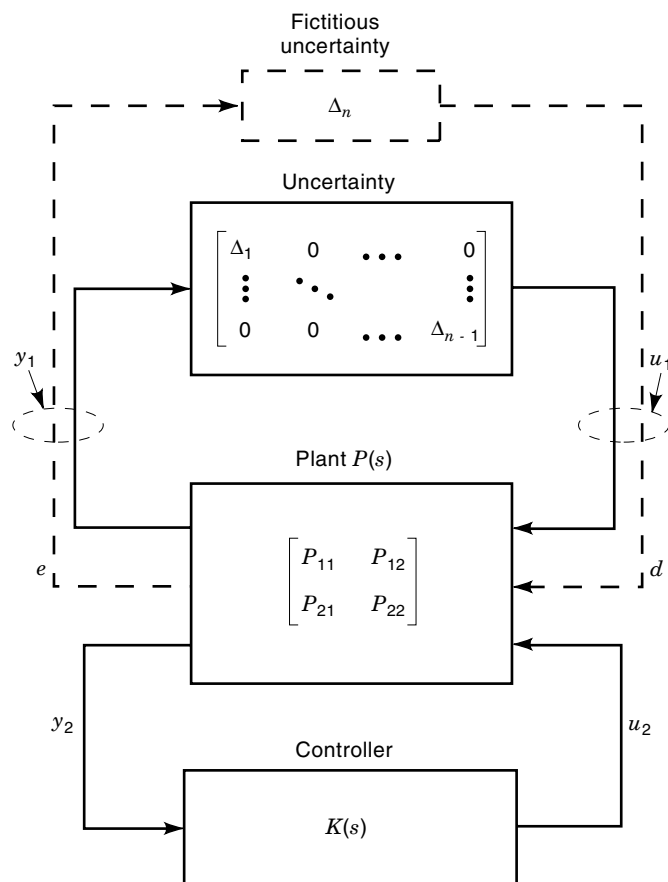 Fictitious
uncertainty
Δn
Uncertainty
Δ1 0 ••• 0
0 0 ••• Δn - 1
y1
u1
Plant P(s)
P11 P12
P21 P22
e
d
y2
u2
Controller
K(s)